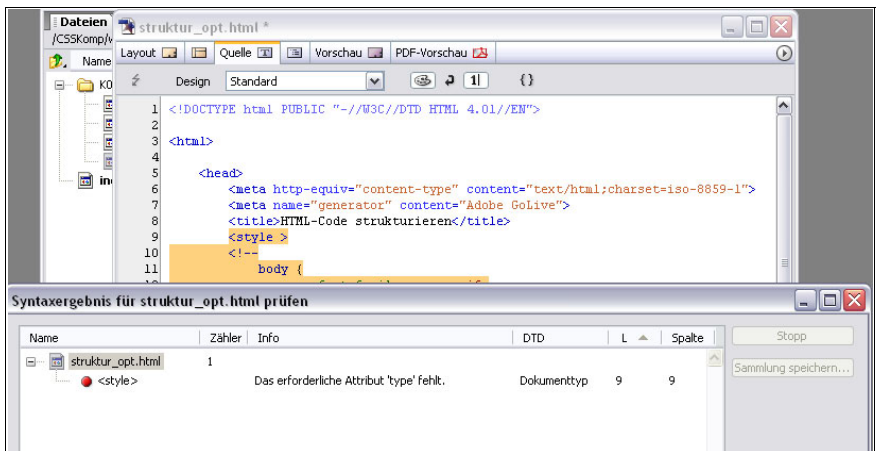 Dateien
/CSSKomp/v
Name
KO
struktur_opt.html *
Layout Quelle Vorschau PDF-Vorschau
Design Standard
1 <!DOCTYPE html PUBLIC "-//W3C//DTD HTML 4.01//EN">
2
3 <html>
4
5 <head>
6 <meta http-equiv="content-type" content="text/html;charset=iso-8859-1">
7 <meta name="generator" content="Adobe GoLive">
8 <title>HTML-Code strukturieren</title>
9 <style >
10 <!--
11 body {
Syntaxergebnis für struktur_opt.html prüfen
Name Zähler Info DTD L Spalte Stopp
struktur_opt.html 1 Sammlung speichern...
<style> Das erforderliche Attribut 'type' fehlt. Dokumenttyp 9 9